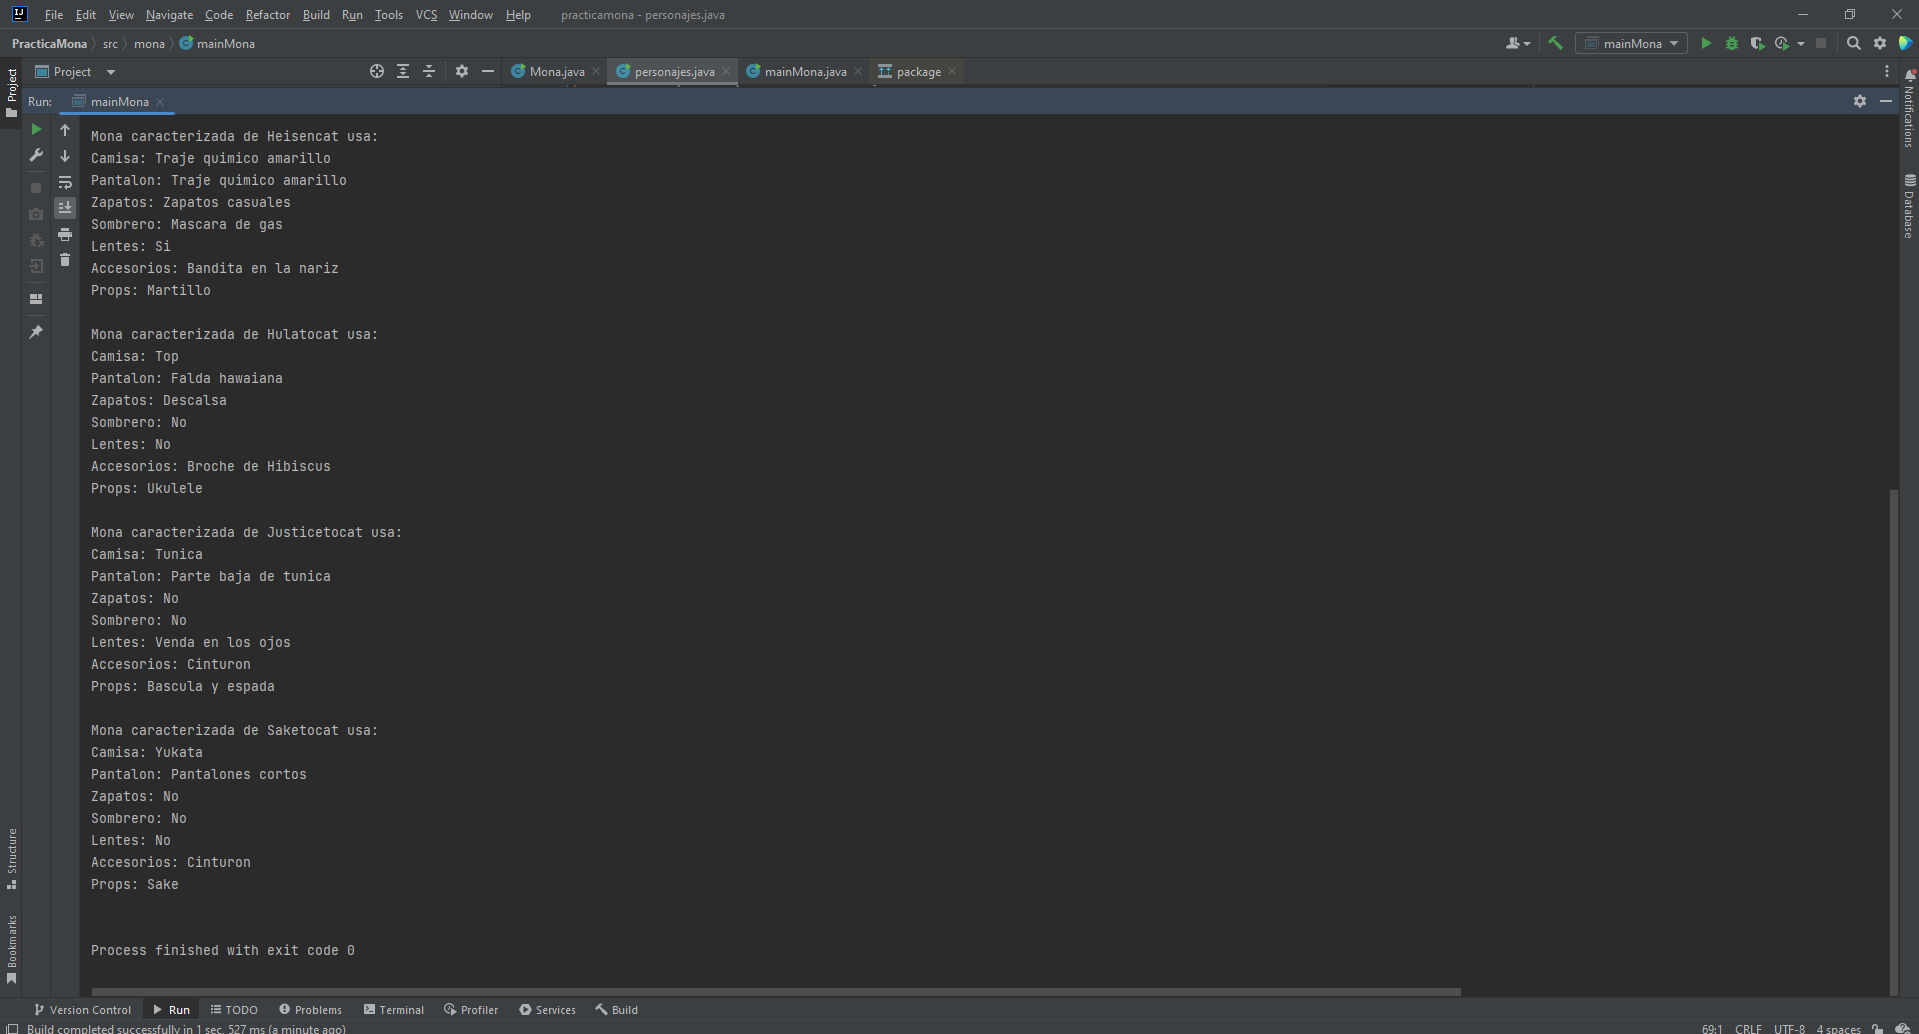 File Edit View Navigate Code Refactor Build Run Tools VCS Window Help practicamona - personajes.java
PracticaMona src mona mainMona mainMona
Project Mona.java personajes.java mainMona.java package
Run: mainMona
Mona caracterizada de Heisencat usa:
Camisa: Traje quimico amarillo
Pantalon: Traje quimico amarillo
Zapatos: Zapatos casuales
Sombrero: Mascara de gas
Lentes: Si
Accesorios: Bandita en la nariz
Props: Martillo
Mona caracterizada de Hulatocat usa:
Camisa: Top
Pantalon: Falda hawaiana
Zapatos: Descalsa
Sombrero: No
Lentes: No
Accesorios: Broche de Hibiscus
Props: Ukulele
Mona caracterizada de Justicetocat usa:
Camisa: Tunica
Pantalon: Parte baja de tunica
Zapatos: No
Sombrero: No
Lentes: Venda en los ojos
Accesorios: Cinturon
Props: Bascula y espada
Mona caracterizada de Saketocat usa:
Camisa: Yukata
Pantalon: Pantalones cortos
Zapatos: No
Sombrero: No
Lentes: No
Accesorios: Cinturon
Props: Sake
Process finished with exit code 0
Project
Structure
Bookmarks
Notifications
Database
Version Control Run TODO Problems Terminal Profiler Services Build
Build completed successfully in 1 sec, 527 ms (a minute ago) 69:1 CRLF UTF-8 4 spaces